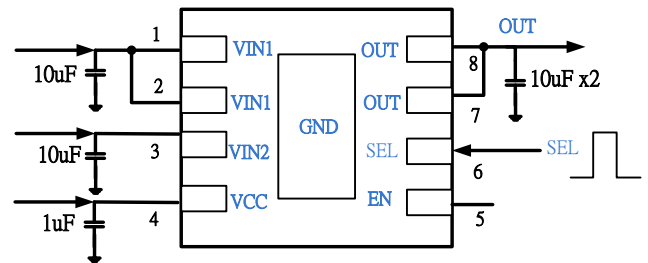 OUT
1 VIN1 OUT 8
10uF 10uF x2
2 VIN1 OUT 7
GND
10uF 3 VIN2 SEL 6 SEL
1uF 4 VCC EN 5